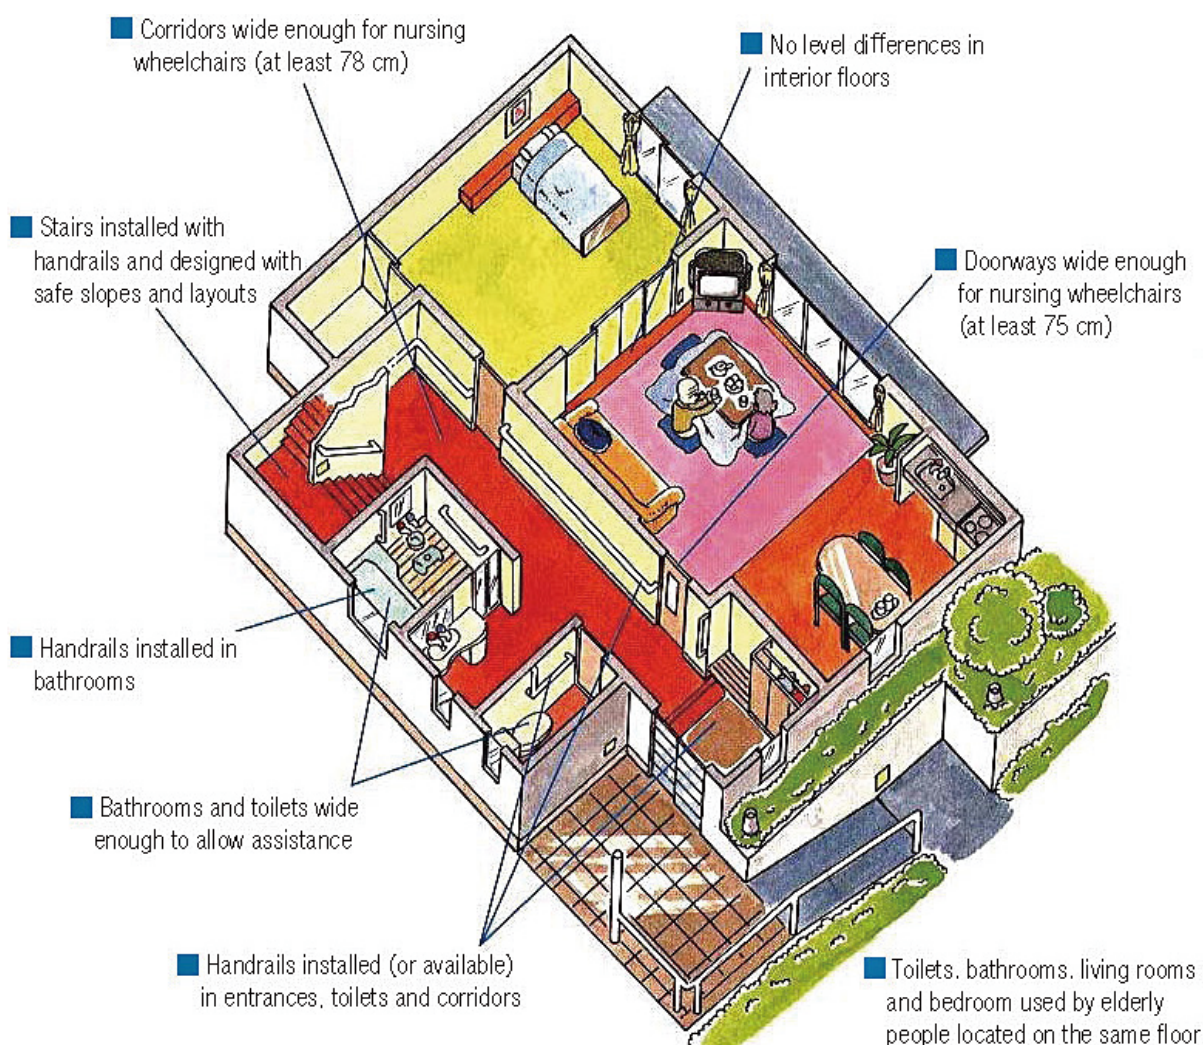 Corridors wide enough for nursing
wheelchairs (at least 78 cm)
No level differences in
interior floors
Stairs installed with
handrails and designed with
safe slopes and layouts
Doorways wide enough
for nursing wheelchairs
(at least 75 cm)
Handrails installed in
bathrooms
Bathrooms and toilets wide
enough to allow assistance
Handrails installed (or available)
in entrances, toilets and corridors
Toilets. bathrooms. living rooms
and bedroom used by elderly
people located on the same floor